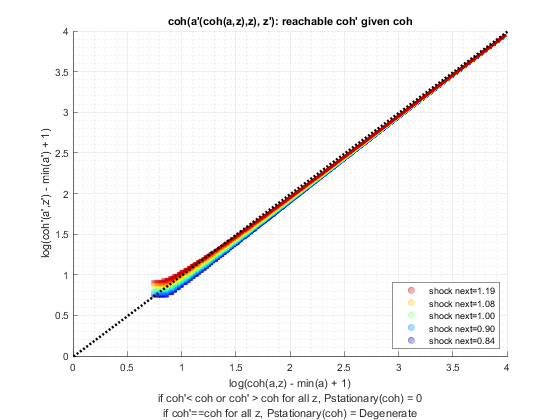 coh(a'(coh(a,z),z), z'): reachable coh' given coh
4
3.5
3
2.5
2
1.5
1
0.5
0
log(coh'(a',z') - min(a') + 1)
shock next=1.19
shock next=1.08
shock next=1.00
shock next=0.90
shock next=0.84
0 0.5 1 1.5 2 2.5 3 3.5 4
log(coh(a,z) - min(a) + 1)
if coh'< coh or coh' > coh for all z, Pstationary(coh) = 0
if coh'==coh for all z, Pstationary(coh) = Degenerate